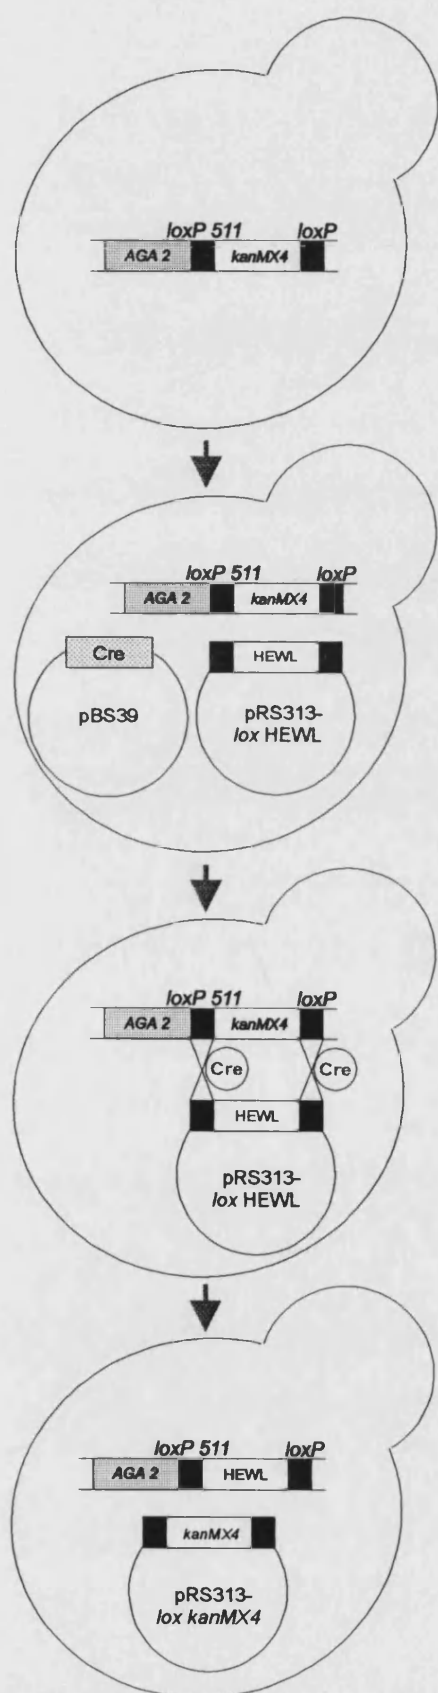 loxP 511 loxP
AGA 2 kanMX4
loxP 511 loxP
AGA 2 kanMX4
Cre HEWL
pBS39 pRS313-
lox HEWL
loxP 511 loxP
AGA 2 kanMX4
Cre Cre
HEWL
pRS313-
lox HEWL
loxP 511 loxP
AGA 2 HEWL
kanMX4
pRS313-
lox kanMX4